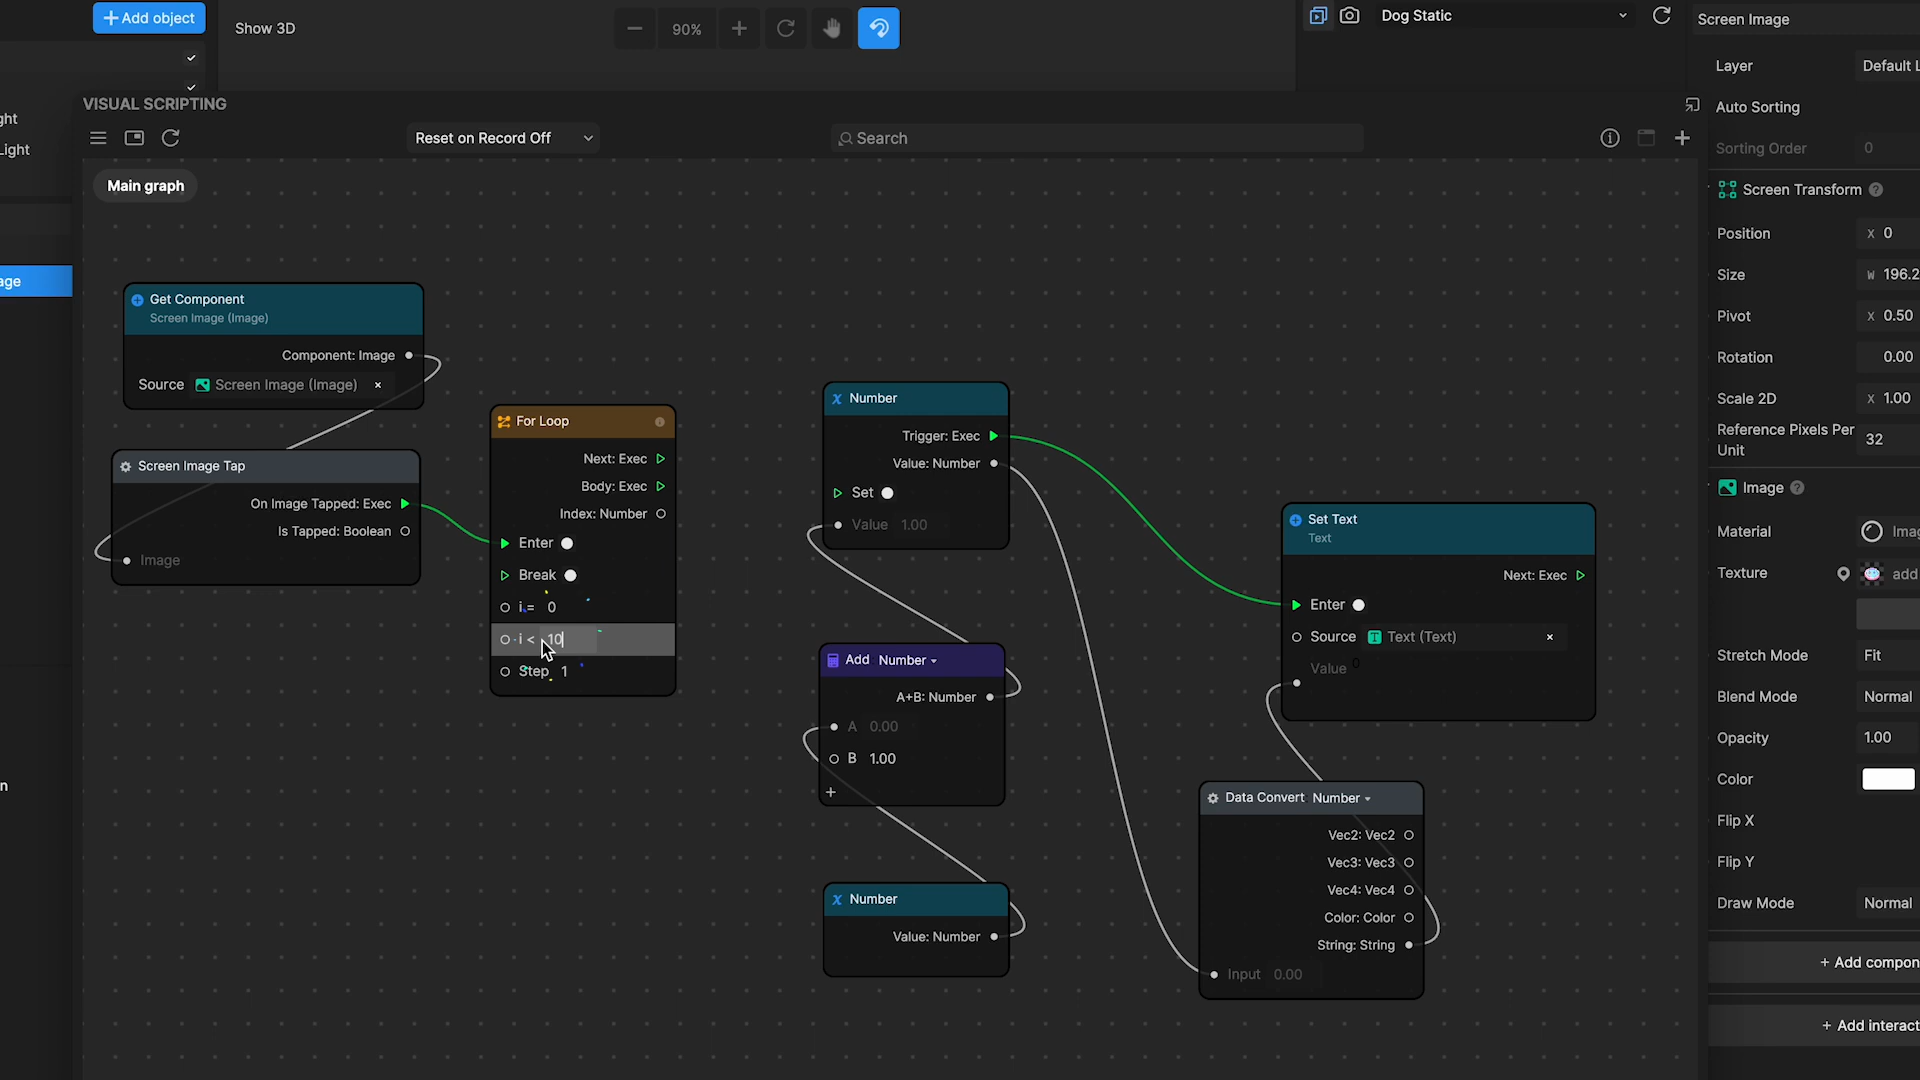 Add object
Show 3D
90%
Dog Static
Screen Image
ght
Light
age
n
VISUAL SCRIPTING
Reset on Record Off
Search
Main graph
Get Component
Screen Image (Image)
Component: Image
Source Screen Image (Image) ×
Screen Image Tap
On Image Tapped: Exec
Is Tapped: Boolean
Image
For Loop
Next: Exec
Body: Exec
Index: Number
Enter
Break
i = 0
i < 10
Step 1
Number
Trigger: Exec
Value: Number
Set
Value 1.00
Add Number
A+B: Number
A 0.00
B 1.00
+
Number
Value: Number
Set Text
Text
Next: Exec
Enter
Source Text (Text) ×
Value 0
Data Convert Number
Vec2: Vec2
Vec3: Vec3
Vec4: Vec4
Color: Color
String: String
Input 0.00
Layer Default L
Auto Sorting
Sorting Order 0
Screen Transform
Position X 0
Size W 196.2
Pivot X 0.50
Rotation 0.00
Scale 2D X 1.00
Reference Pixels Per
Unit 32
Image
Material Imag
Texture add
Stretch Mode Fit
Blend Mode Normal
Opacity 1.00
Color
Flip X
Flip Y
Draw Mode Normal
+ Add compon
+ Add interact